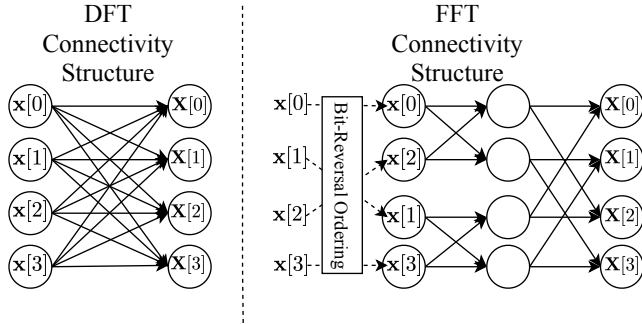 DFT
Connectivity
Structure
x[0] X[0]
x[1] X[1]
x[2] X[2]
x[3] X[3]
FFT
Connectivity
Structure
x[0] x[0] X[0]
x[1] x[2] X[1]
x[2] x[1] X[2]
x[3] x[3] X[3]
Bit-Reversal Ordering